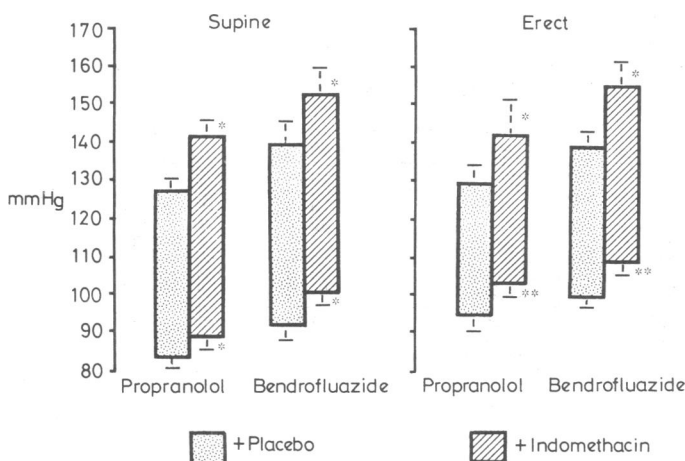 Supine Erect
170
160
150
140
130
mmHg
120
110
100
90
80
Propranolol Bendrofluazide Propranolol Bendrofluazide
* * * * * * ** **
+ Placebo + Indomethacin